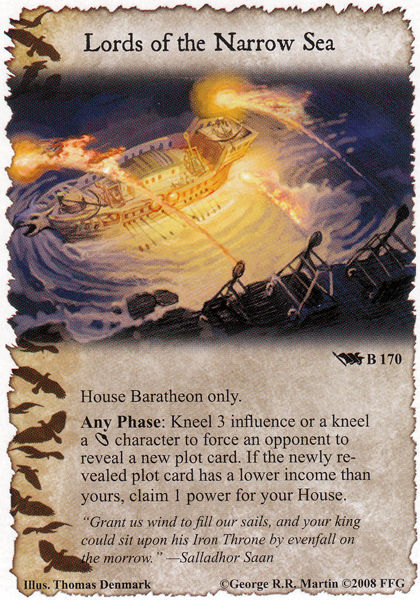 Lords of the Narrow Sea
B 170
House Baratheon only.
Any Phase: Kneel 3 influence or a kneel
a character to force an opponent to
reveal a new plot card. If the newly re-
vealed plot card has a lower income than
yours, claim 1 power for your House.
“Grant us wind to fill our sails, and your king
could sit upon his Iron Throne by evenfall on
the morrow.” —Salladhor Saan
Illus. Thomas Denmark ©George R.R. Martin ©2008 FFG